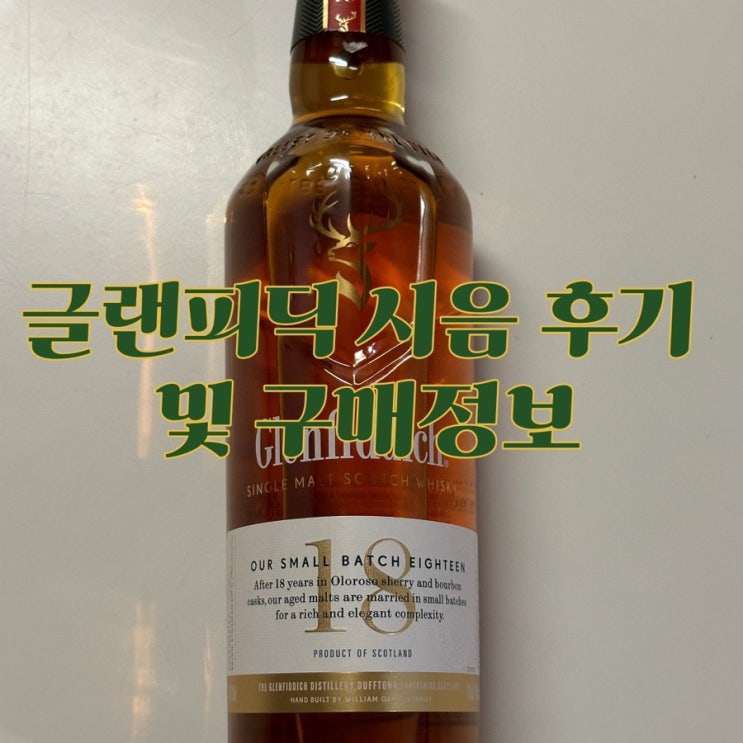 글랜피딕 시음 후기
및 구매정보
Glenfiddich
SINGLE MALT SCOTCH WHISKY
18
OUR SMALL BATCH EIGHTEEN
After 18 years in Oloroso sherry and bourbon
casks, our aged malts are married in small batches
for a rich and elegant complexity.
PRODUCT OF SCOTLAND
THE GLENFIDDICH DISTILLERY, DUFFTOWN, BANFFSHIRE, SCOTLAND
HAND BUILT BY WILLIAM FAMILY